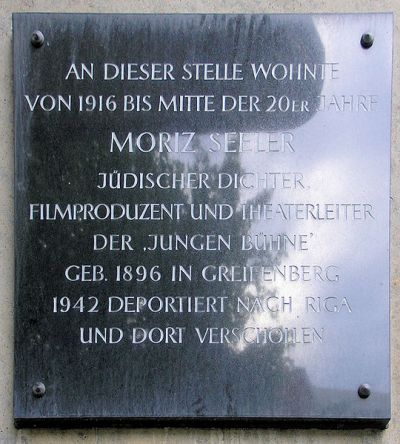 AN DIESER STELLE WOHNTE
VON 1916 BIS MITTE DER 20ER JAHRE
MORIZ SEELER
JÜDISCHER DICHTER,
FILMPRODUZENT UND THEATERLEITER
DER ‚JUNGEN BÜHNE’
GEB. 1896 IN GREIFENBERG
1942 DEPORTIERT NACH RIGA
UND DORT VERSCHOLLEN